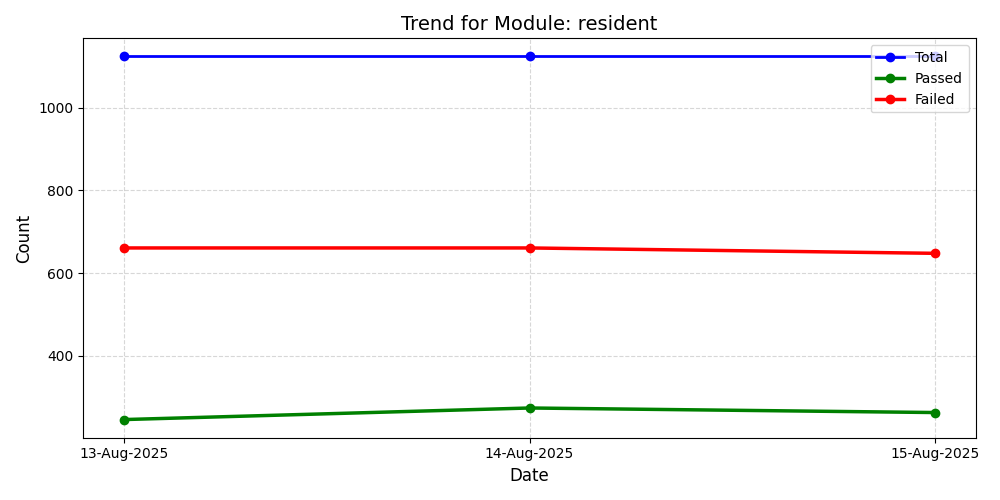 Trend for Module: resident
Total
Passed
Failed
1000
800
600
400
Count
13-Aug-2025
14-Aug-2025
15-Aug-2025
Date